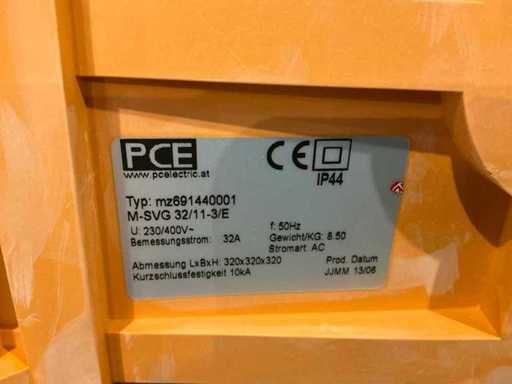 PCE
www.pcelectric.at
CE
IP44
Typ: mz691440001
M-SVG 32/11-3/E
U: 230/400V~
f: 50Hz
Bemessungsstrom: 32A
Gewicht/KG: 8.50
Stromart AC
Abmessung LxBxH: 320x320x320
Prod. Datum
Kurzschlussfestigkeit 10kA
JJMM 13/06